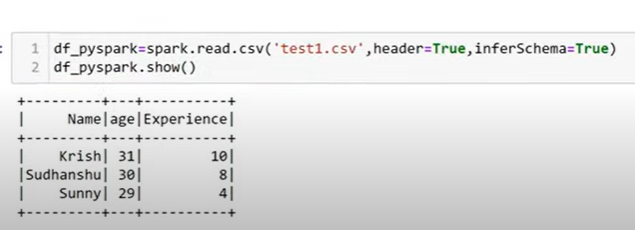 1 df_pyspark=spark.read.csv('test1.csv',header=True,inferSchema=True)
2 df_pyspark.show()
+---------+---+----------+
|     Name|age|Experience|
+---------+---+----------+
|    Krish| 31|        10|
|Sudhanshu| 30|         8|
|    Sunny| 29|         4|
+---------+---+----------+